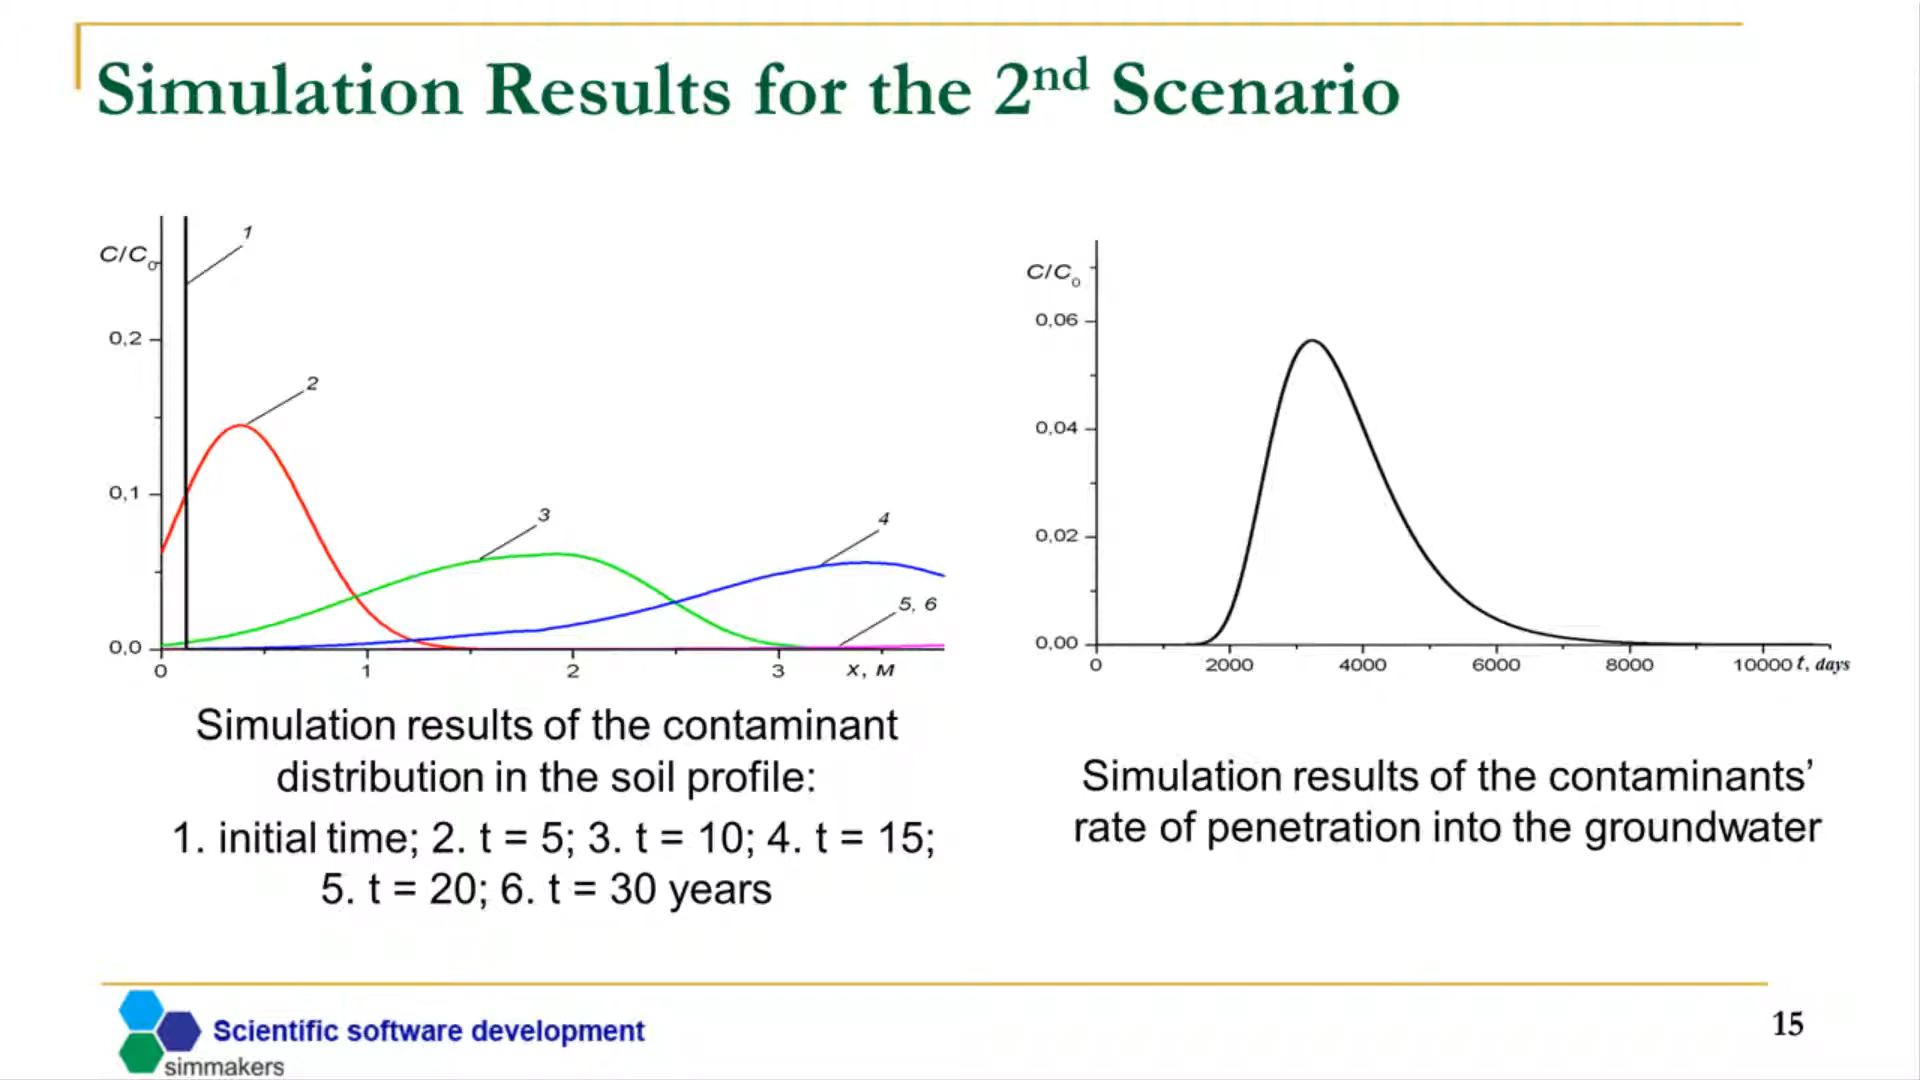 Simulation Results for the 2nd Scenario
C/C0
0,2
0,1
0,0
0
1
2
3
x, м
1
2
3
4
5, 6
Simulation results of the contaminant
distribution in the soil profile:
1. initial time; 2. t = 5; 3. t = 10; 4. t = 15;
5. t = 20; 6. t = 30 years
C/C0
0,06
0,04
0,02
0,00
0
2000
4000
6000
8000
10000
t, days
Simulation results of the contaminants’
rate of penetration into the groundwater
Scientific software development
simmakers
15